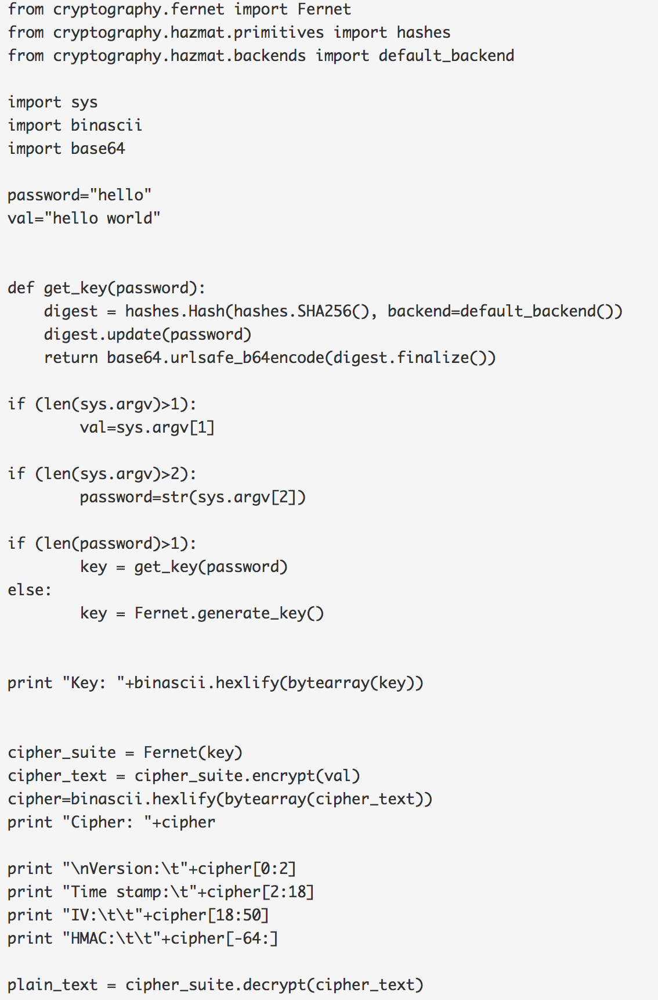 from cryptography.fernet import Fernet
from cryptography.hazmat.primitives import hashes
from cryptography.hazmat.backends import default_backend

import sys
import binascii
import base64

password="hello"
val="hello world"


def get_key(password):
    digest = hashes.Hash(hashes.SHA256(), backend=default_backend())
    digest.update(password)
    return base64.urlsafe_b64encode(digest.finalize())

if (len(sys.argv)>1):
        val=sys.argv[1]

if (len(sys.argv)>2):
        password=str(sys.argv[2])

if (len(password)>1):
        key = get_key(password)
else:
        key = Fernet.generate_key()


print "Key: "+binascii.hexlify(bytearray(key))


cipher_suite = Fernet(key)
cipher_text = cipher_suite.encrypt(val)
cipher=binascii.hexlify(bytearray(cipher_text))
print "Cipher: "+cipher

print "\nVersion:\t"+cipher[0:2]
print "Time stamp:\t"+cipher[2:18]
print "IV:\t\t"+cipher[18:50]
print "HMAC:\t\t"+cipher[-64:]

plain_text = cipher_suite.decrypt(cipher_text)